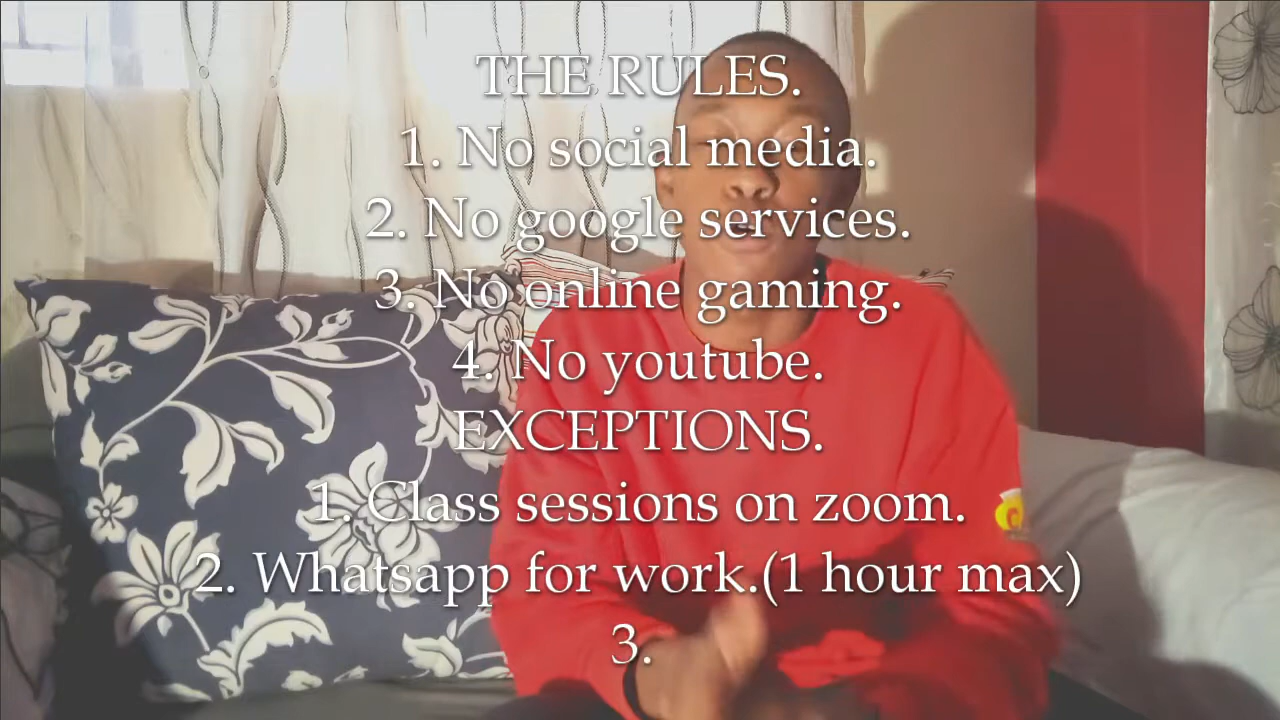 THE RULES.
1. No social media.
2. No google services.
3. No online gaming.
4. No youtube.
EXCEPTIONS.
1. Class sessions on zoom.
2. Whatsapp for work.(1 hour max)
3.